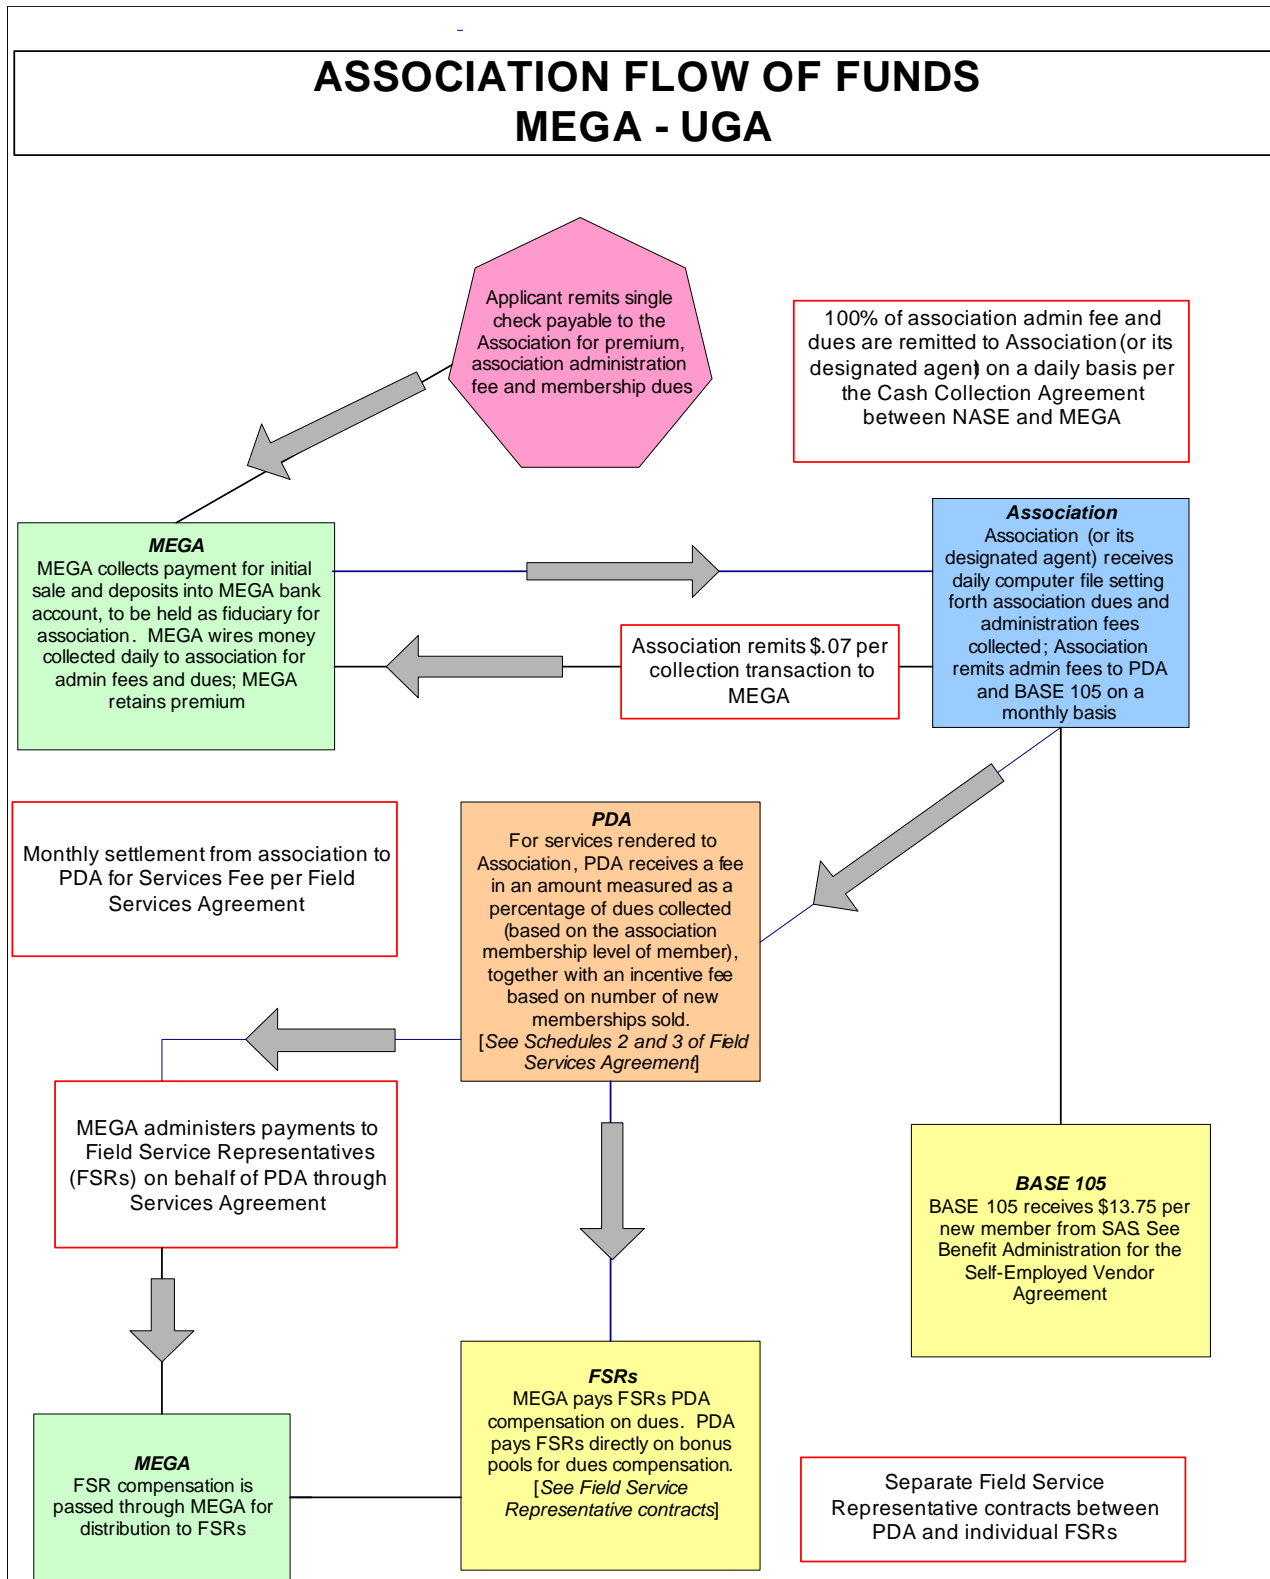 ASSOCIATION FLOW OF FUNDS
MEGA - UGA
Applicant remits single
check payable to the
Association for premium,
association administration
fee and membership dues
100% of association admin fee and
dues are remitted to Association (or its
designated agent) on a daily basis per
the Cash Collection Agreement
between NASE and MEGA
MEGA
MEGA collects payment for initial
sale and deposits into MEGA bank
account, to be held as fiduciary for
association.  MEGA wires money
collected daily to association for
admin fees and dues; MEGA
retains premium
Association remits $.07 per
collection transaction to
MEGA
Association
Association (or its
designated agent) receives
daily computer file setting
forth association dues and
administration fees
collected; Association
remits admin fees to PDA
and BASE 105 on a
monthly basis
Monthly settlement from association to
PDA for Services Fee per Field
Services Agreement
PDA
For services rendered to
Association, PDA receives a fee
in an amount measured as a
percentage of dues collected
(based on the association
membership level of member),
together with an incentive fee
based on number of new
memberships sold.
[See Schedules 2 and 3 of Field
Services Agreement]
MEGA administers payments to
Field Service Representatives
(FSRs) on behalf of PDA through
Services Agreement
BASE 105
BASE 105 receives $13.75 per
new member from SAS. See
Benefit Administration for the
Self-Employed Vendor
Agreement
FSRs
MEGA pays FSRs PDA
compensation on dues.  PDA
pays FSRs directly on bonus
pools for dues compensation.
[See Field Service
Representative contracts]
MEGA
FSR compensation is
passed through MEGA for
distribution to FSRs
Separate Field Service
Representative contracts between
PDA and individual FSRs